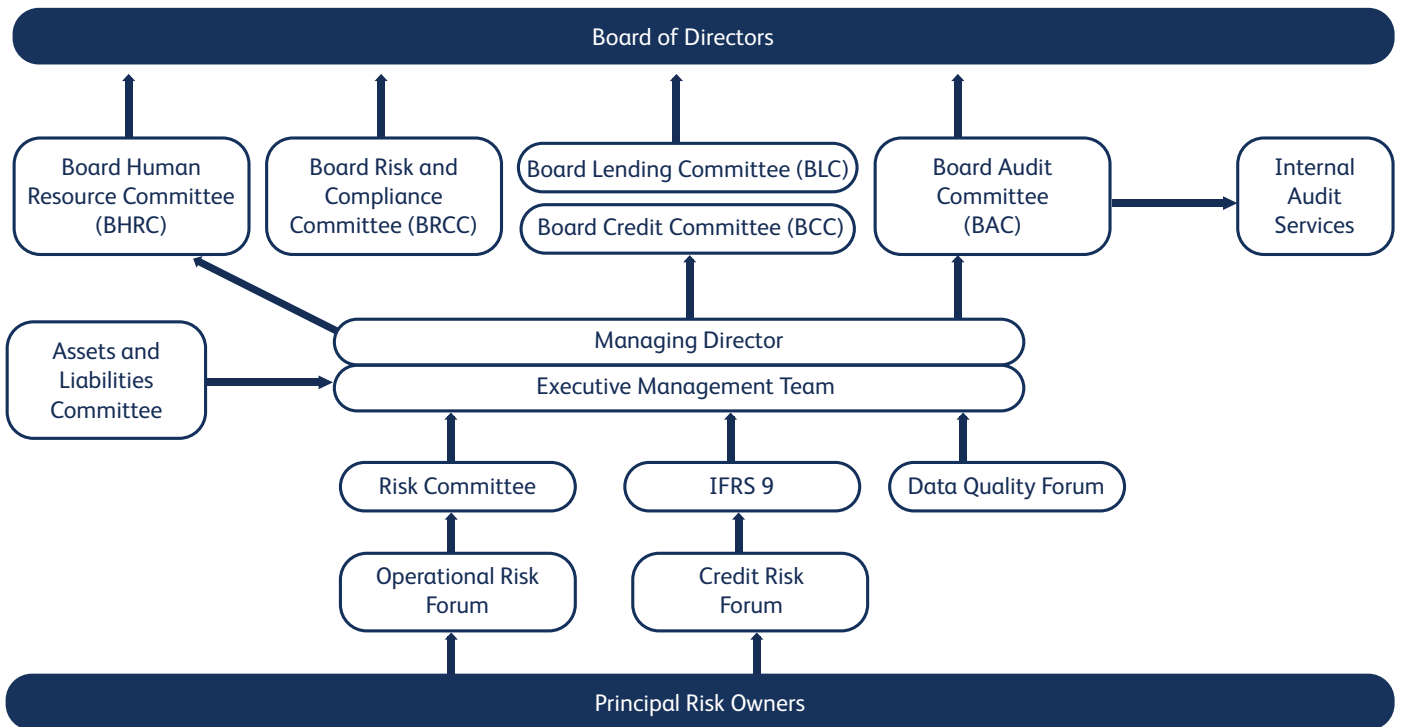 Board of Directors
Board Human
Resource Committee
(BHRC)
Board Risk and
Compliance
Committee (BRCC)
Board Lending Committee (BLC)
Board Credit Committee (BCC)
Board Audit
Committee
(BAC)
Internal
Audit
Services
Assets and
Liabilities
Committee
Managing Director
Executive Management Team
Risk Committee
IFRS 9
Data Quality Forum
Operational Risk
Forum
Credit Risk
Forum
Principal Risk Owners